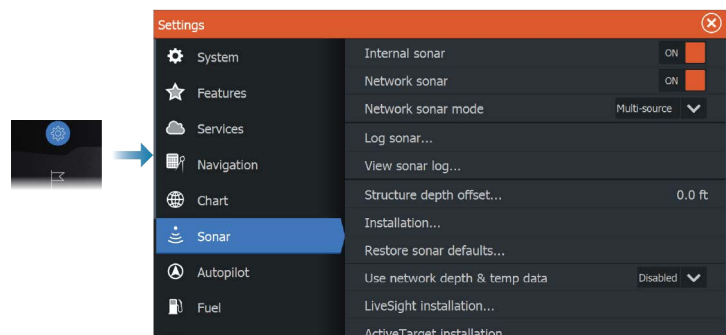 Settings
System
Features
Services
Navigation
Chart
Sonar
Autopilot
Fuel
Internal sonar ON
Network sonar ON
Network sonar mode Multi-source
Log sonar...
View sonar log...
Structure depth offset... 0.0 ft
Installation...
Restore sonar defaults...
Use network depth & temp data Disabled
LiveSight installation...
ActiveTarget installation